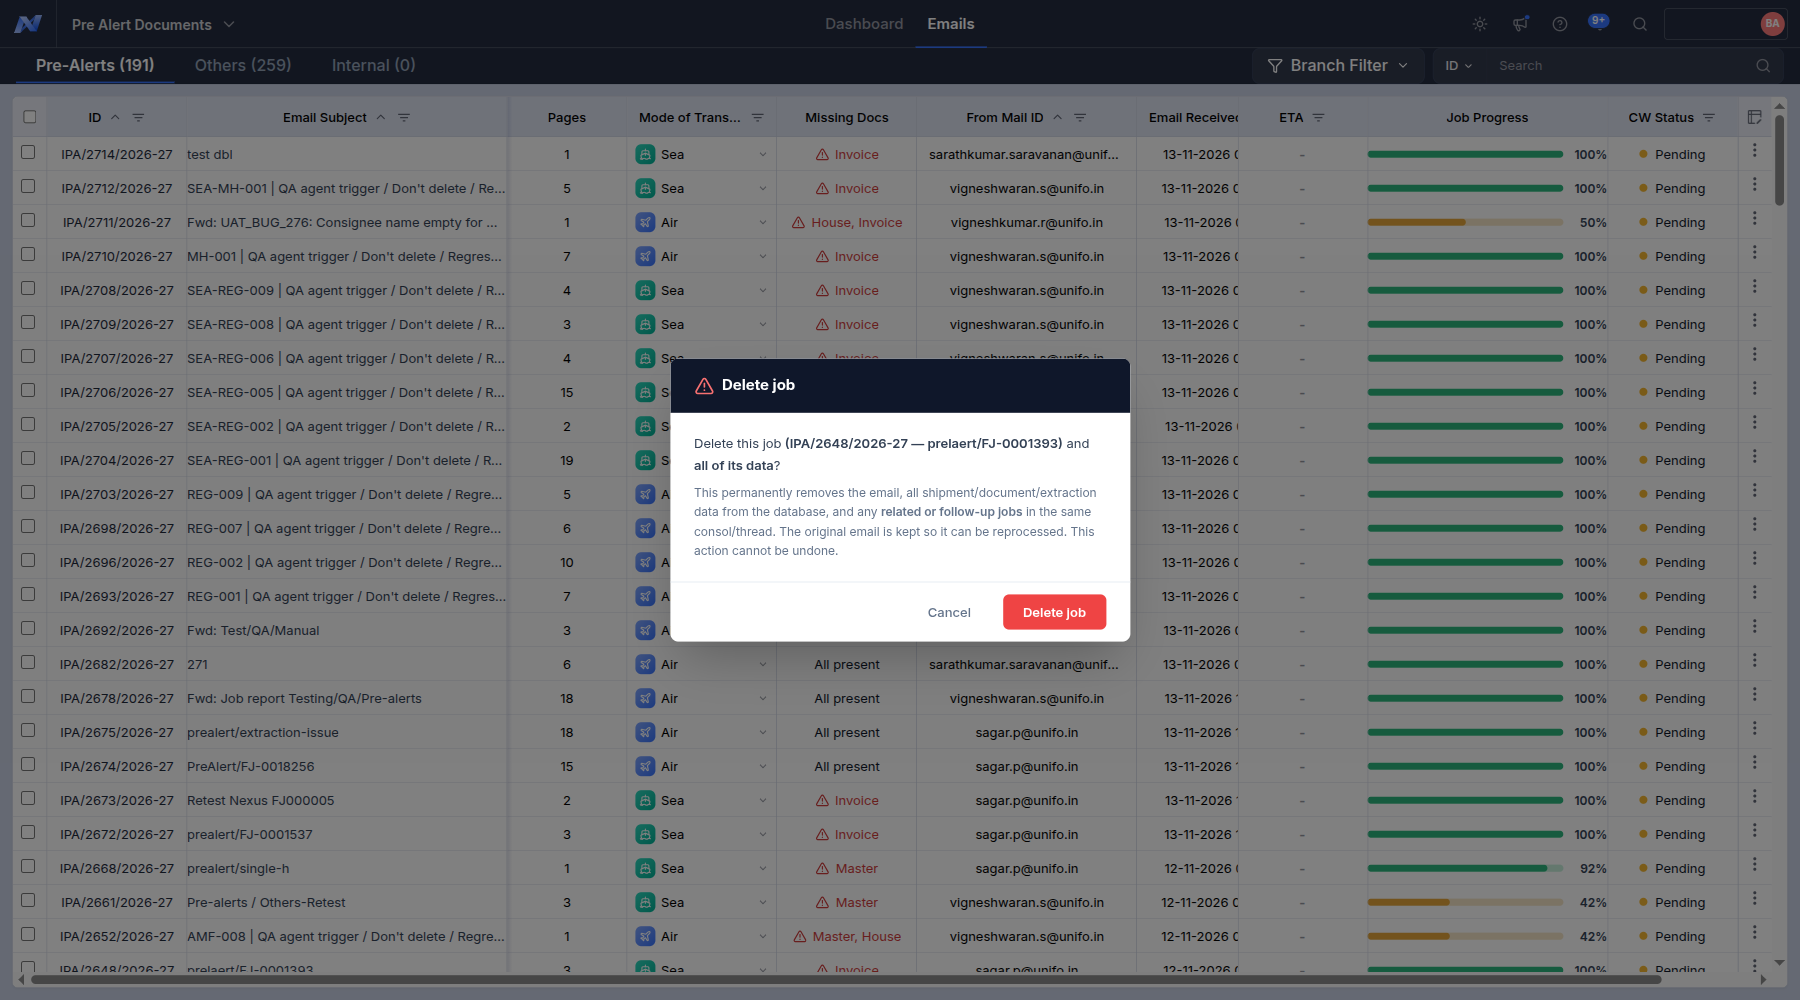 Pre Alert Documents
Dashboard
Emails
9+
BA
Pre-Alerts (191)
Others (259)
Internal (0)
Branch Filter
ID
Search
ID Email Subject Pages Mode of Trans... Missing Docs From Mail ID Email Received ETA Job Progress CW Status
IPA/2714/2026-27 test dbl 1 Sea Invoice sarathkumar.saravanan@unif... 13-11-2026 - 100% Pending
IPA/2712/2026-27 SEA-MH-001 | QA agent trigger / Don't delete / Re... 5 Sea Invoice vigneshwaran.s@unifo.in 13-11-2026 - 100% Pending
IPA/2711/2026-27 Fwd: UAT_BUG_276: Consignee name empty for ... 1 Air House, Invoice vigneshkumar.r@unifo.in 13-11-2026 - 50% Pending
IPA/2710/2026-27 MH-001 | QA agent trigger / Don't delete / Regres... 7 Air Invoice vigneshwaran.s@unifo.in 13-11-2026 - 100% Pending
IPA/2708/2026-27 SEA-REG-009 | QA agent trigger / Don't delete / R... 4 Sea Invoice vigneshwaran.s@unifo.in 13-11-2026 - 100% Pending
IPA/2709/2026-27 SEA-REG-008 | QA agent trigger / Don't delete / R... 3 Sea Invoice vigneshwaran.s@unifo.in 13-11-2026 - 100% Pending
IPA/2707/2026-27 SEA-REG-006 | QA agent trigger / Don't delete / R... 4 Sea Invoice vigneshwaran.s@unifo.in 13-11-2026 - 100% Pending
IPA/2706/2026-27 SEA-REG-005 | QA agent trigger / Don't delete / R... 15 13-11-2026 - 100% Pending
IPA/2705/2026-27 SEA-REG-002 | QA agent trigger / Don't delete / R... 2 13-11-2026 - 100% Pending
IPA/2704/2026-27 SEA-REG-001 | QA agent trigger / Don't delete / R... 19 13-11-2026 - 100% Pending
IPA/2703/2026-27 REG-009 | QA agent trigger / Don't delete / Regre... 5 13-11-2026 - 100% Pending
IPA/2698/2026-27 REG-007 | QA agent trigger / Don't delete / Regre... 6 13-11-2026 - 100% Pending
IPA/2696/2026-27 REG-002 | QA agent trigger / Don't delete / Regre... 10 13-11-2026 - 100% Pending
IPA/2693/2026-27 REG-001 | QA agent trigger / Don't delete / Regres... 7 13-11-2026 - 100% Pending
IPA/2692/2026-27 Fwd: Test/QA/Manual 3 13-11-2026 - 100% Pending
IPA/2682/2026-27 271 6 Air All present sarathkumar.saravanan@unif... 13-11-2026 - 100% Pending
IPA/2678/2026-27 Fwd: Job report Testing/QA/Pre-alerts 18 Air All present vigneshwaran.s@unifo.in 13-11-2026 - 100% Pending
IPA/2675/2026-27 prealert/extraction-issue 18 Air All present sagar.p@unifo.in 13-11-2026 - 100% Pending
IPA/2674/2026-27 PreAlert/FJ-0018256 15 Air All present sagar.p@unifo.in 13-11-2026 - 100% Pending
IPA/2673/2026-27 Retest Nexus FJ000005 2 Sea Invoice sagar.p@unifo.in 13-11-2026 - 100% Pending
IPA/2672/2026-27 prealert/FJ-0001537 3 Sea Invoice sagar.p@unifo.in 13-11-2026 - 100% Pending
IPA/2668/2026-27 prealert/single-h 1 Sea Master sagar.p@unifo.in 12-11-2026 - 92% Pending
IPA/2661/2026-27 Pre-alerts / Others-Retest 3 Sea Master vigneshwaran.s@unifo.in 12-11-2026 - 42% Pending
IPA/2652/2026-27 AMF-008 | QA agent trigger / Don't delete / Regre... 1 Air Master, House vigneshwaran.s@unifo.in 12-11-2026 - 42% Pending
IPA/2648/2026-27 prelaert/FJ-0001393 3 Sea Invoice sagar.p@unifo.in 12-11-2026 100% Pending
Delete job
Delete this job (IPA/2648/2026-27 — prelaert/FJ-0001393) and
all of its data?
This permanently removes the email, all shipment/document/extraction
data from the database, and any related or follow-up jobs in the same
consol/thread. The original email is kept so it can be reprocessed. This
action cannot be undone.
Cancel
Delete job